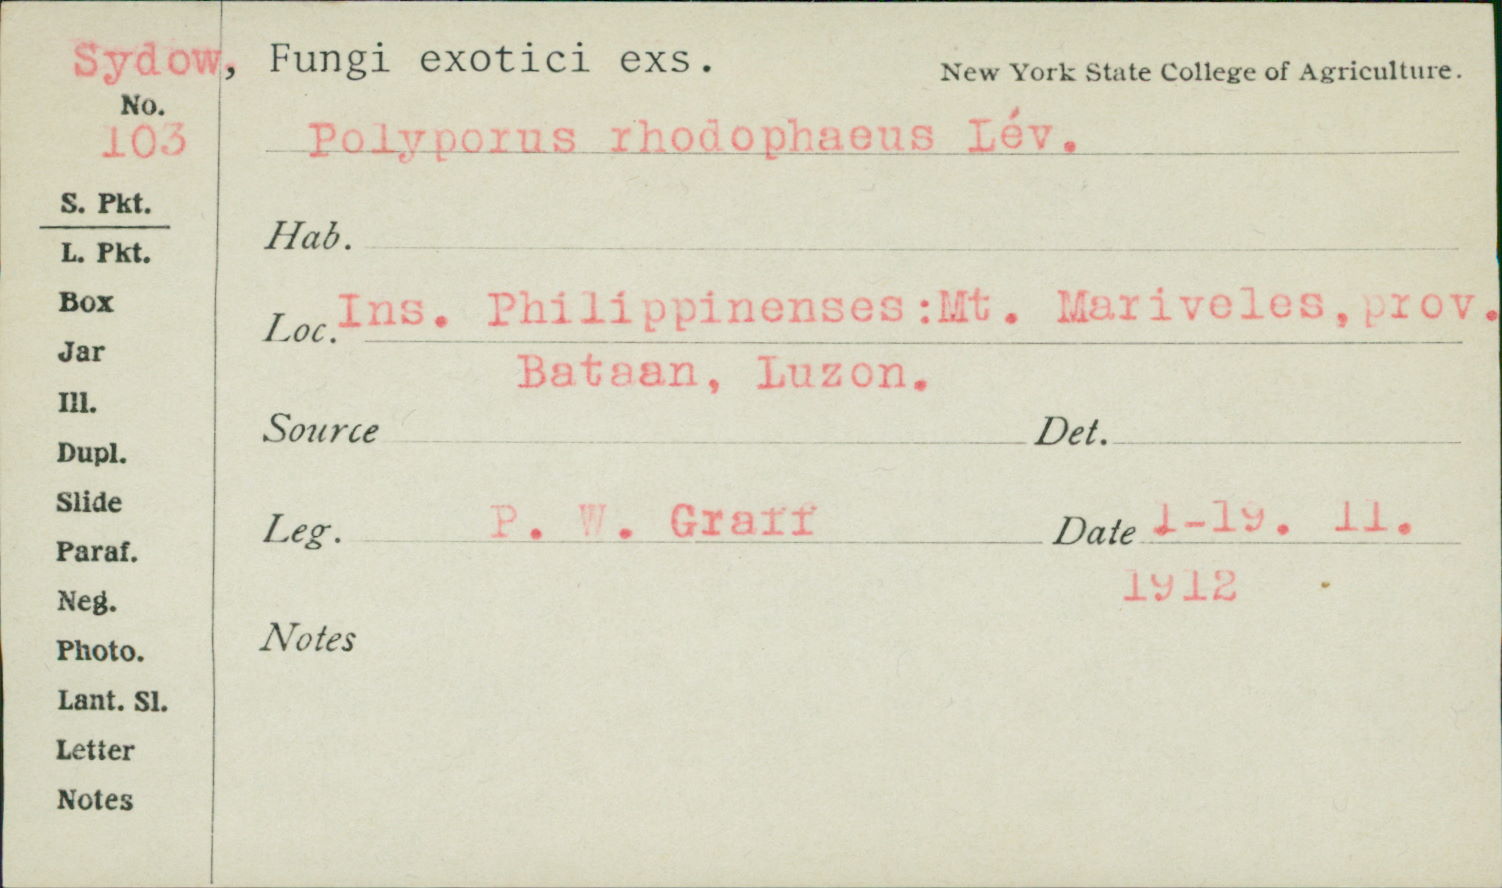 Sydow, Fungi exotici exs.
New York State College of Agriculture.
No.
103
Polyporus rhodophaeus Lév.
S. Pkt.
L. Pkt.
Box
Jar
Ill.
Dupl.
Slide
Paraf.
Neg.
Photo.
Lant. Sl.
Letter
Notes
Hab.
Loc. Ins. Philippinenses:Mt. Mariveles,prov.
Bataan, Luzon.
Source Det.
Leg. P. W. Graff Date 1-19. 11.
1912
Notes